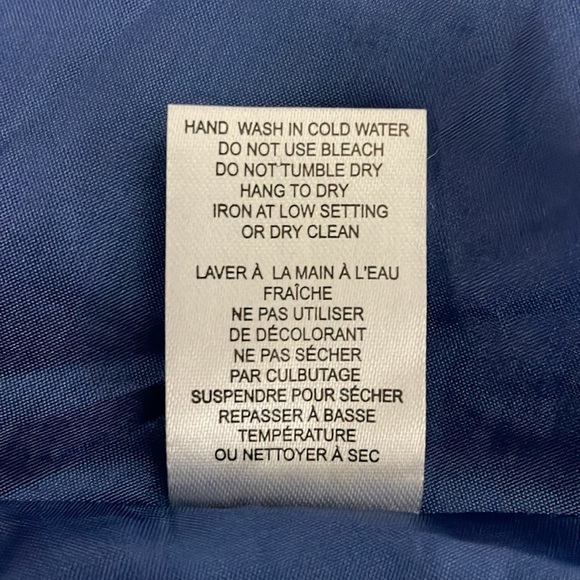 HAND WASH IN COLD WATER
DO NOT USE BLEACH
DO NOT TUMBLE DRY
HANG TO DRY
IRON AT LOW SETTING
OR DRY CLEAN
LAVER À LA MAIN À L'EAU
FRAÎCHE
NE PAS UTILISER
DE DÉCOLORANT
NE PAS SÉCHER
PAR CULBUTAGE
SUSPENDRE POUR SÉCHER
REPASSER À BASSE
TEMPÉRATURE
OU NETTOYER À SEC